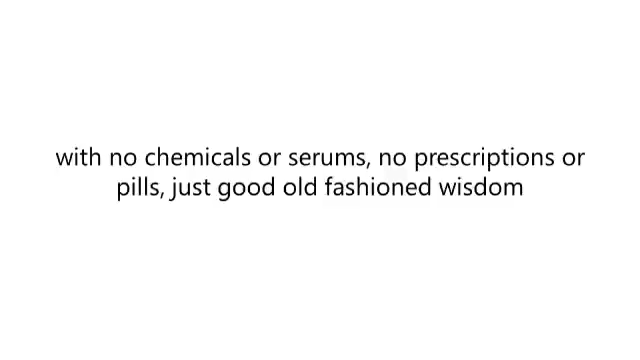 with no chemicals or serums, no prescriptions or
pills, just good old fashioned wisdom